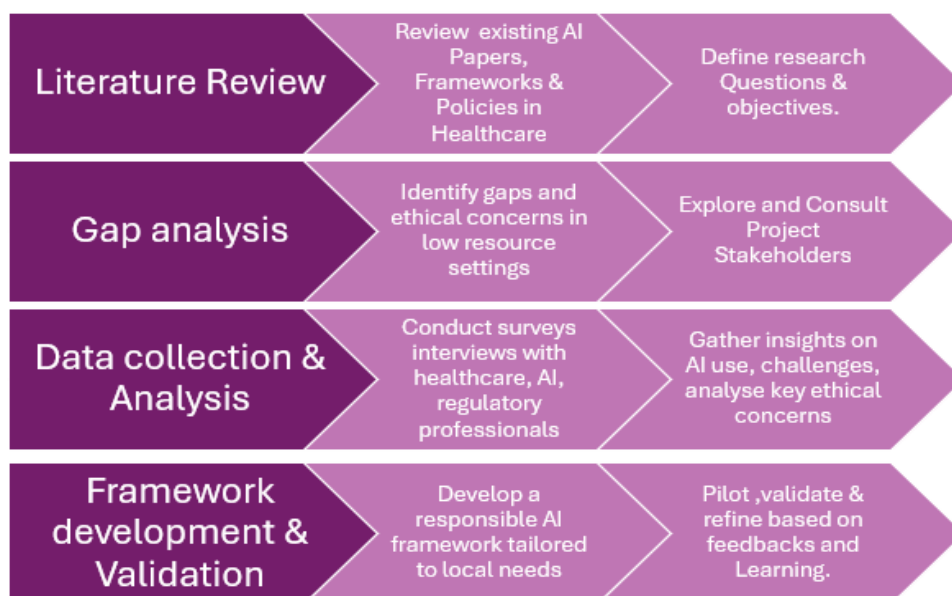 Literature Review
Review existing AI
Papers,
Frameworks &
Policies in
Healthcare
Define research
Questions &
objectives.
Gap analysis
Identify gaps and
ethical concerns in
low resource
settings
Explore and Consult
Project
Stakeholders
Data collection &
Analysis
Conduct surveys
interviews with
healthcare, AI,
regulatory
professionals
Gather insights on
AI use, challenges,
analyse key ethical
concerns
Framework
development &
Validation
Develop a
responsible AI
framework tailored
to local needs
Pilot ,validate &
refine based on
feedbacks and
Learning.